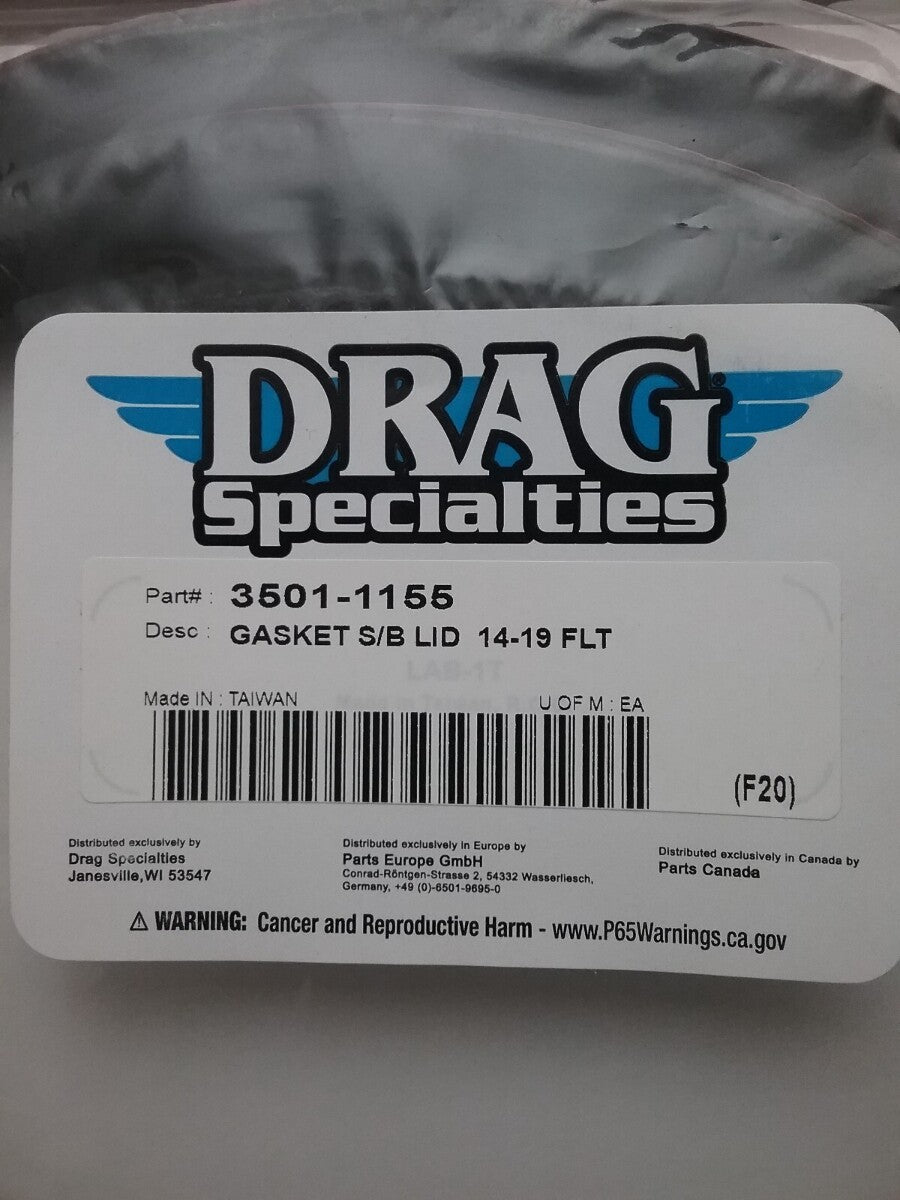 DRAG®
Specialties
Part# : 3501-1155
Desc : GASKET S/B LID 14-19 FLT
LAB-1T
Made IN : TAIWAN
U OF M : EA
(F20)
Distributed exclusively by
Drag Specialties
Janesville,WI 53547
Distributed exclusively in Europe by
Parts Europe GmbH
Conrad-Röntgen-Strasse 2, 54332 Wasserliesch,
Germany, +49 (0)-6501-9695-0
Distributed exclusively in Canada by
Parts Canada
⚠ WARNING: Cancer and Reproductive Harm - www.P65Warnings.ca.gov